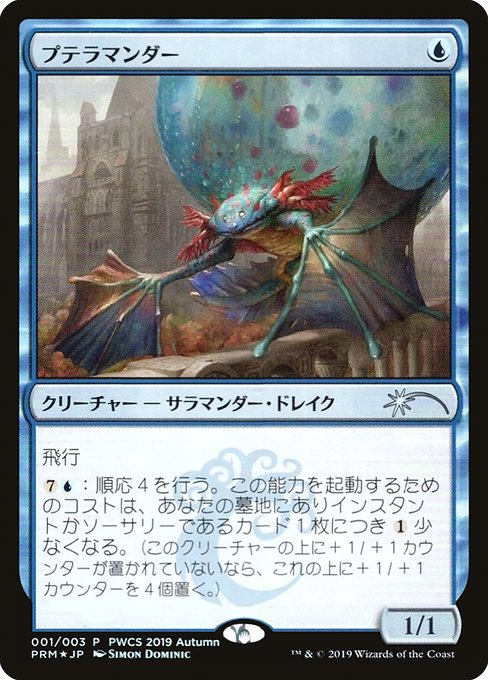 プテラマンダー
クリーチャー — サラマンダー・ドレイク
飛行
7：順応４を行う。この能力を起動するため
のコストは、あなたの墓地にありインスタン
トかソーサリーであるカード１枚につき 1 少
なくなる。（このクリーチャーの上に＋１/＋１カウ
ンターが置かれていないなら、これの上に＋１/＋１
カウンターを４個置く。）
1/1
001/003 P PWCS 2019 Autumn
PRM★JP Simon Dominic
™ & © 2019 Wizards of the Coast